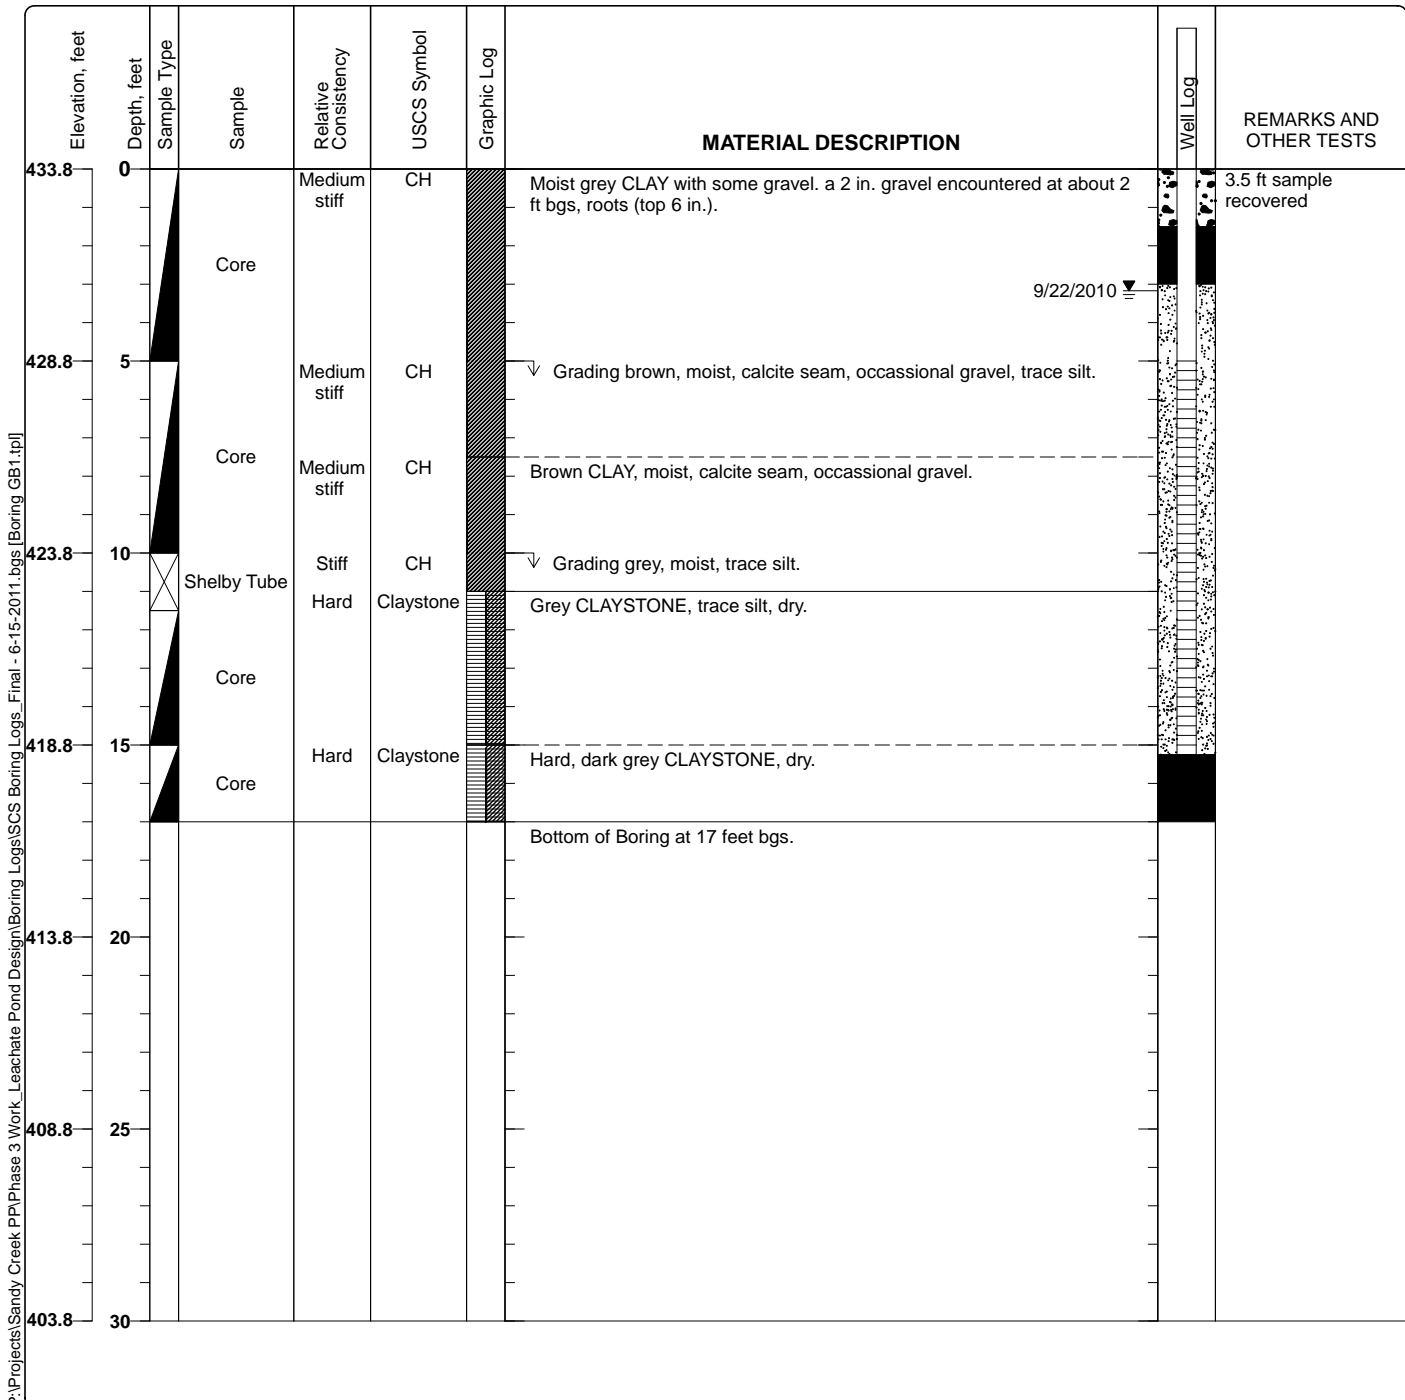 Elevation, feet
Depth, feet
Sample Type
Sample
Relative
Consistency
USCS Symbol
Graphic Log
MATERIAL DESCRIPTION
Well Log
REMARKS AND
OTHER TESTS
433.8 0
Medium
stiff
CH
Moist grey CLAY with some gravel. a 2 in. gravel encountered at about 2
ft bgs, roots (top 6 in.).
3.5 ft sample
recovered
Core
9/22/2010
428.8 5
Medium
stiff
CH
Grading brown, moist, calcite seam, occassional gravel, trace silt.
Core
Medium
stiff
CH
Brown CLAY, moist, calcite seam, occassional gravel.
423.8 10
Stiff
CH
Grading grey, moist, trace silt.
Shelby Tube
Hard
Claystone
Grey CLAYSTONE, trace silt, dry.
Core
418.8 15
Hard
Claystone
Hard, dark grey CLAYSTONE, dry.
Core
Bottom of Boring at 17 feet bgs.
413.8 20
408.8 25
403.8 30
:\Projects\Sandy Creek PP\Phase 3 Work_Leachate Pond Design\Boring Logs\SCS Boring Logs_Final - 6-15-2011.bgs [Boring GB1.tpl]